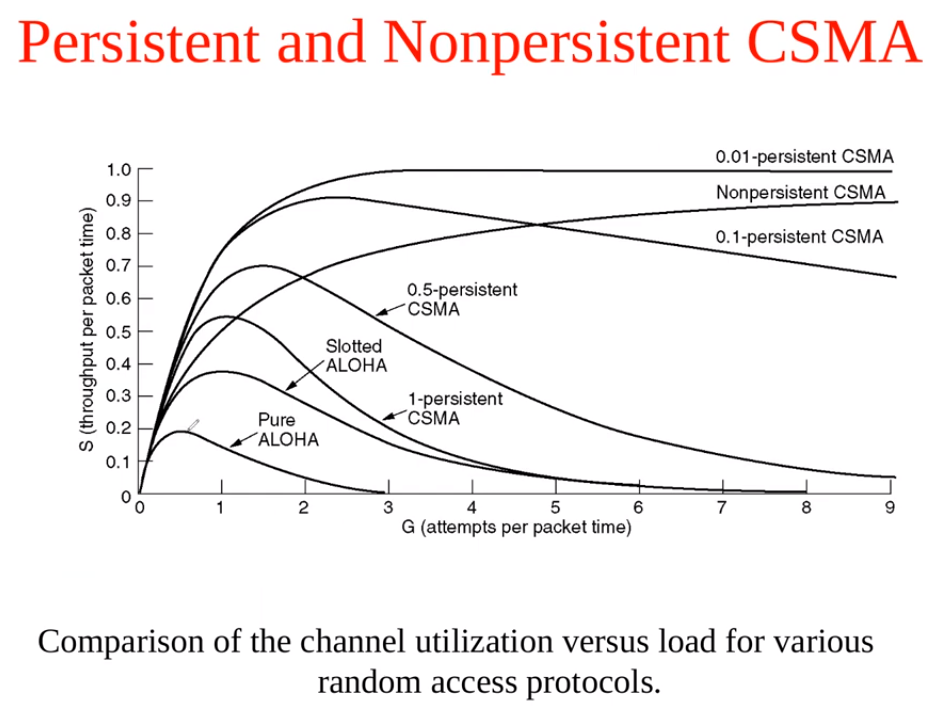 Persistent and Nonpersistent CSMA
0.01-persistent CSMA
Nonpersistent CSMA
0.1-persistent CSMA
0.5-persistent
CSMA
Slotted
ALOHA
1-persistent
CSMA
Pure
ALOHA
S (throughput per packet time)
1.0
0.9
0.8
0.7
0.6
0.5
0.4
0.3
0.2
0.1
0
0 1 2 3 4 5 6 7 8 9
G (attempts per packet time)
Comparison of the channel utilization versus load for various
random access protocols.